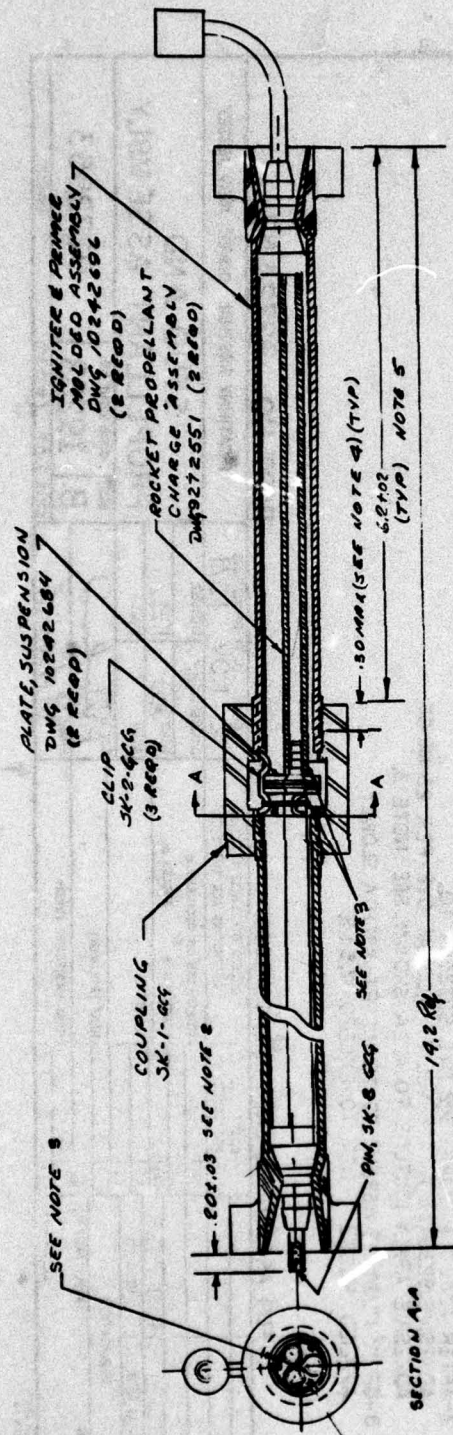 SEE NOTE 3
PLATE, SUSPENSION
DWG 10242684
(2 REQD)
IGNITER & PRIMER
MOLDED ASSEMBLY
DWG 10242696
(2 REQD)
COUPLING
SK-1-GCG
CLIP
SK-2-GCG
(3 REQD)
ROCKET PROPELLANT
CHARGE ASSEMBLY
DWG 9272551 (2 REQD)
.20±.03 SEE NOTE 2
A
A
SEE NOTE 3
PIN, SK-8 GCG
.30 MAX (SEE NOTE 4) (TYP)
6.2±.02
(TYP) NOTE 5
19.2 Ref
SECTION A-A